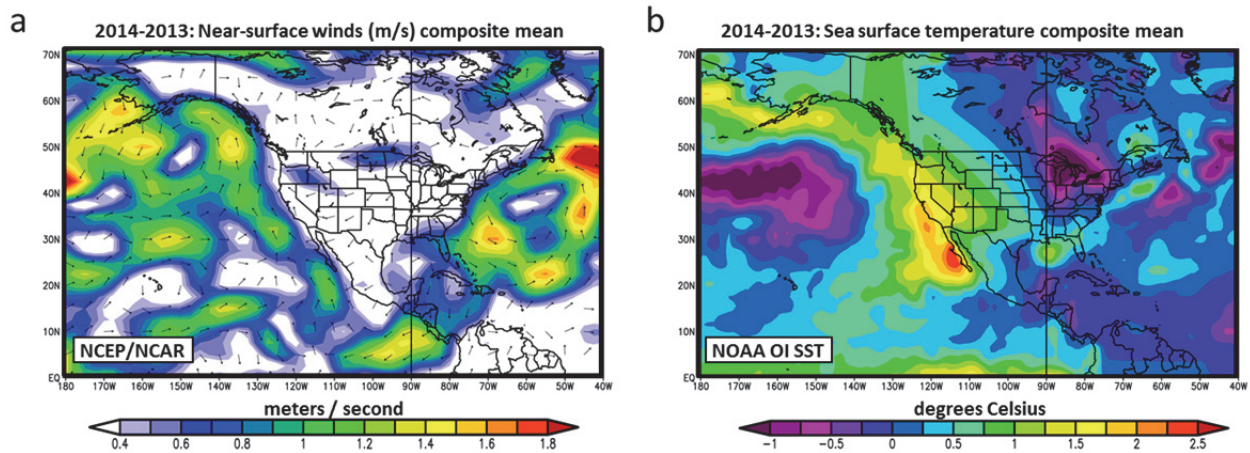 a
2014-2013: Near-surface winds (m/s) composite mean
70N
60N
50N
40N
30N
20N
10N
EQ
NCEP/NCAR
180 170W 160W 150W 140W 130W 120W 110W 100W 90W 80W 70W 60W 50W 40W
meters / second
0.4 0.6 0.8 1 1.2 1.4 1.6 1.8
b
2014-2013: Sea surface temperature composite mean
70N
60N
50N
40N
30N
20N
10N
EQ
NOAA OI SST
180 170W 160W 150W 140W 130W 120W 110W 100W 90W 80W 70W 60W 50W 40W
degrees Celsius
-1 -0.5 0 0.5 1 1.5 2 2.5